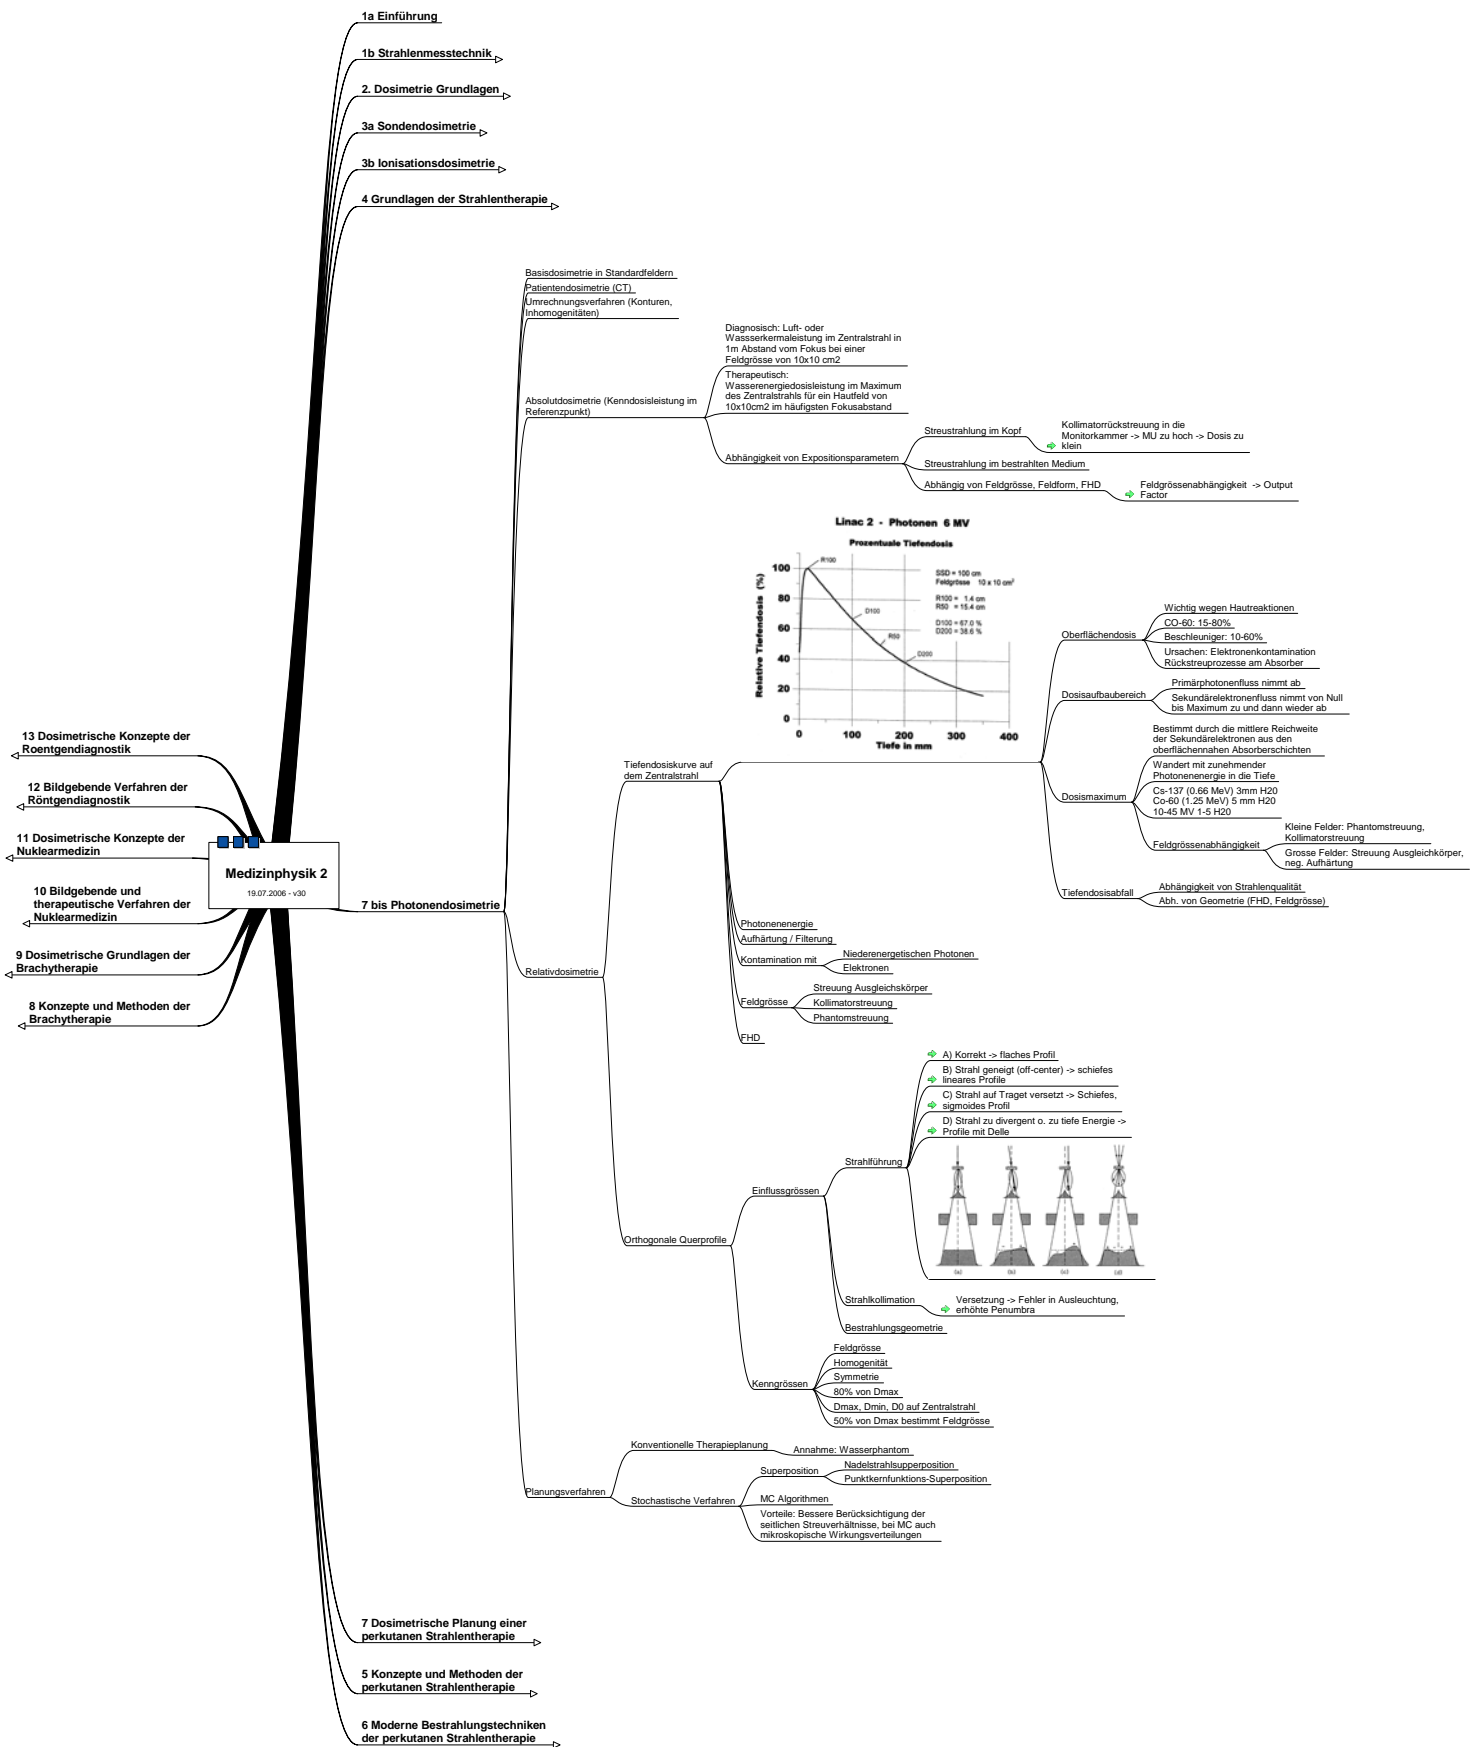 1a Einführung
1b Strahlenmesstechnik
2. Dosimetrie Grundlagen
3a Sondendosimetrie
3b Ionisationsdosimetrie
4 Grundlagen der Strahlentherapie
13 Dosimetrische Konzepte der
Roentgendiagnostik
12 Bildgebende Verfahren der
Röntgendiagnostik
11 Dosimetrische Konzepte der
Nuklearmedizin
10 Bildgebende und
therapeutische Verfahren der
Nuklearmedizin
9 Dosimetrische Grundlagen der
Brachytherapie
8 Konzepte und Methoden der
Brachytherapie
Medizinphysik 2
19.07.2006 - v30
7 bis Photonendosimetrie
Basisdosimetrie in Standardfeldern
Patientendosimetrie (CT)
Umrechnungsverfahren (Konturen,
Inhomogenitäten)
Absolutdosimetrie (Kenndosisleistung im
Referenzpunkt)
Diagnosisch: Luft- oder
Wassserkermaleistung im Zentralstrahl in
1m Abstand vom Fokus bei einer
Feldgrösse von 10x10 cm2
Therapeutisch:
Wasserenergiedosisleistung im Maximum
des Zentralstrahls für ein Hautfeld von
10x10cm2 im häufigsten Fokusabstand
Abhängigkeit von Expositionsparametern
Streustrahlung im Kopf
Kollimatorrückstreuung in die
Monitorkammer -> MU zu hoch -> Dosis zu
klein
Streustrahlung im bestrahlten Medium
Abhängig von Feldgrösse, Feldform, FHD
Feldgrössenabhängigkeit -> Output
Factor
Relativdosimetrie
Tiefendosiskurve auf
dem Zentralstrahl
Linac 2 - Photonen 6 MV
Prozentuale Tiefendosis
Relative Tiefendosis (%)
100
80
60
40
20
0
R100
D100
R50
D200
SSD = 100 cm
Feldgrösse 10 x 10 cm²
R100 = 1.4 cm
R50 = 15.4 cm
D100 = 67.0 %
D200 = 38.6 %
0 100 200 300 400
Tiefe in mm
Oberflächendosis
Wichtig wegen Hautreaktionen
CO-60: 15-80%
Beschleuniger: 10-60%
Ursachen: Elektronenkontamination
Rückstreuprozesse am Absorber
Dosisaufbaubereich
Primärphotonenfluss nimmt ab
Sekundärelektronenfluss nimmt von Null
bis Maximum zu und dann wieder ab
Dosismaximum
Bestimmt durch die mittlere Reichweite
der Sekundärelektronen aus den
oberflächennahen Absorberschichten
Wandert mit zunehmender
Photonenenergie in die Tiefe
Cs-137 (0.66 MeV) 3mm H20
Co-60 (1.25 MeV) 5 mm H20
10-45 MV 1-5 H20
Feldgrössenabhängigkeit
Kleine Felder: Phantomstreuung,
Kollimatorstreuung
Grosse Felder: Streuung Ausgleichkörper,
neg. Aufhärtung
Tiefendosisabfall
Abhängigkeit von Strahlenqualität
Abh. von Geometrie (FHD, Feldgrösse)
Photonenenergie
Aufhärtung / Filterung
Kontamination mit
Niederenergetischen Photonen
Elektronen
Feldgrösse
Streuung Ausgleichskörper
Kollimatorstreuung
Phantomstreuung
FHD
Orthogonale Querprofile
Einflussgrössen
Strahlführung
A) Korrekt -> flaches Profil
B) Strahl geneigt (off-center) -> schiefes
lineares Profile
C) Strahl auf Traget versetzt -> Schiefes,
sigmoides Profil
D) Strahl zu divergent o. zu tiefe Energie ->
Profile mit Delle
(a) (b) (c) (d)
Strahlkollimation
Versetzung -> Fehler in Ausleuchtung,
erhöhte Penumbra
Bestrahlungsgeometrie
Kenngrössen
Feldgrösse
Homogenität
Symmetrie
80% von Dmax
Dmax, Dmin, D0 auf Zentralstrahl
50% von Dmax bestimmt Feldgrösse
Planungsverfahren
Konventionelle Therapieplanung
Annahme: Wasserphantom
Stochastische Verfahren
Superposition
Nadelstrahlsupperposition
Punktkernfunktions-Superposition
MC Algorithmen
Vorteile: Bessere Berücksichtigung der
seitlichen Streuverhältnisse, bei MC auch
mikroskopische Wirkungsverteilungen
7 Dosimetrische Planung einer
perkutanen Strahlentherapie
5 Konzepte und Methoden der
perkutanen Strahlentherapie
6 Moderne Bestrahlungstechniken
der perkutanen Strahlentherapie